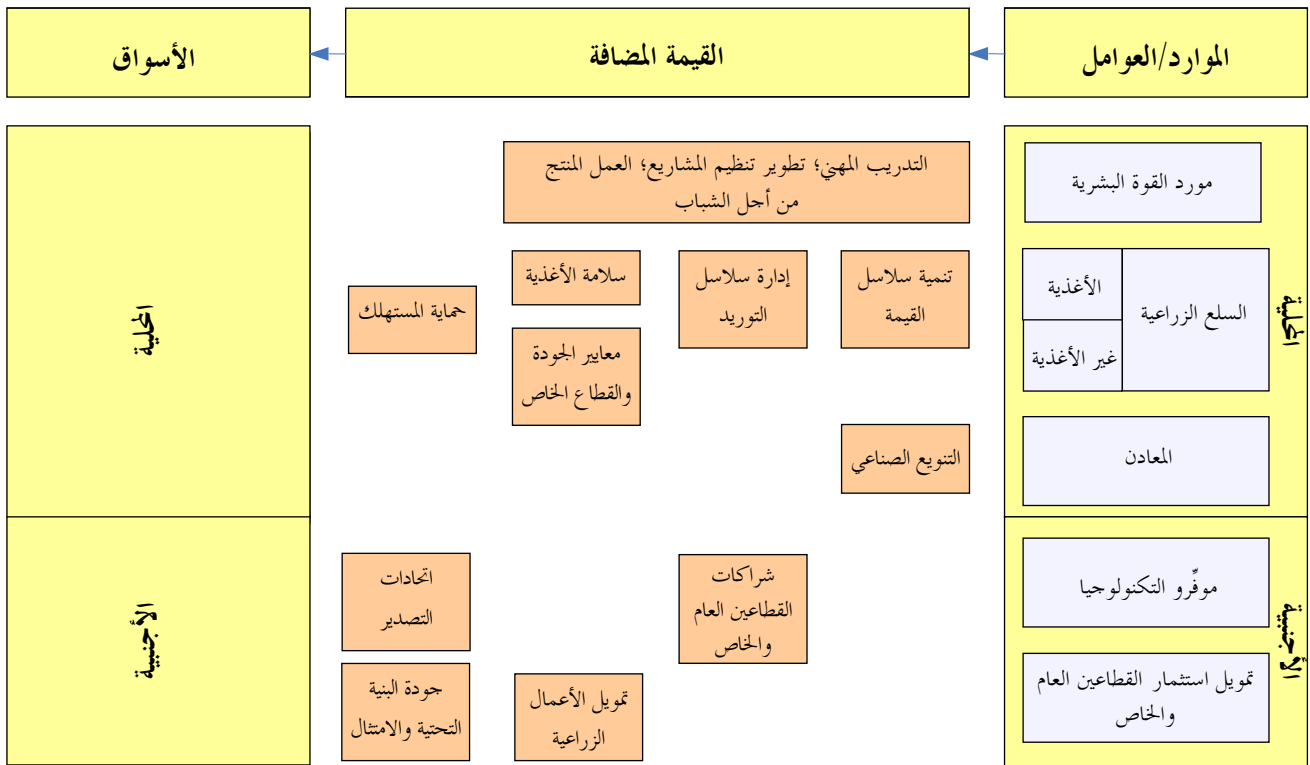 الموارد/العوامل
القيمة المضافة
الأسواق
المحلية
مورد القوة البشرية
السلع الزراعية
الأغذية
غير الأغذية
المعادن
التدريب المهني؛ تطوير تنظيم المشاريع؛ العمل المنتج
من أجل الشباب
تنمية سلاسل
القيمة
إدارة سلاسل
التوريد
سلامة الأغذية
معايير الجودة
والقطاع الخاص
حماية المستهلك
التنويع الصناعي
المحلية
الأجنبية
موفِّرو التكنولوجيا
تمويل استثمار القطاعين العام
والخاص
شراكات
القطاعين العام
والخاص
تمويل الأعمال
الزراعية
اتحادات
التصدير
جودة البنية
التحتية والامتثال
الأجنبية